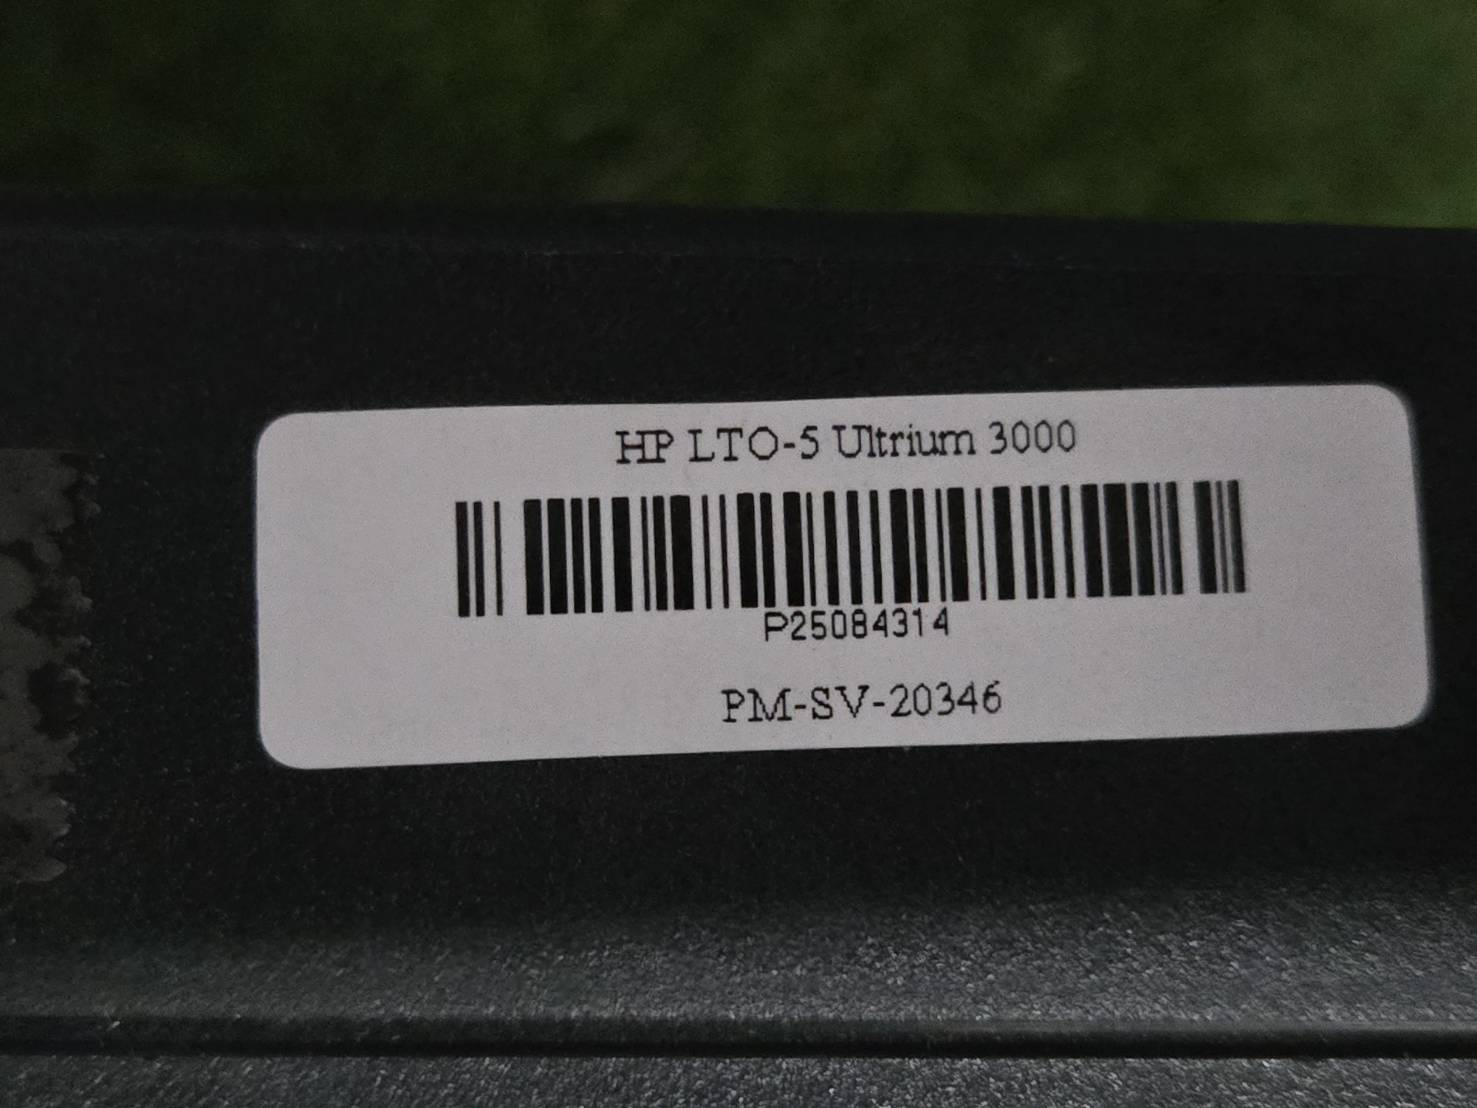 HP LTO-5 Ultrium 3000
P25084314
PM-SV-20346